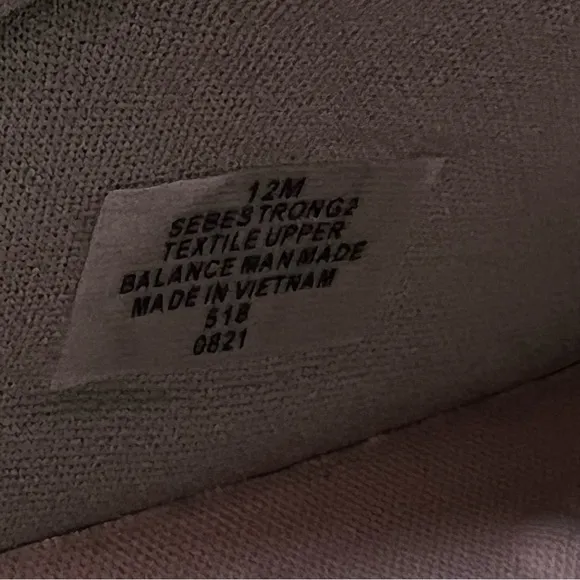 12M
SEBESTRONG2
TEXTILE UPPER
BALANCE MAN MADE
MADE IN VIETNAM
518
0821